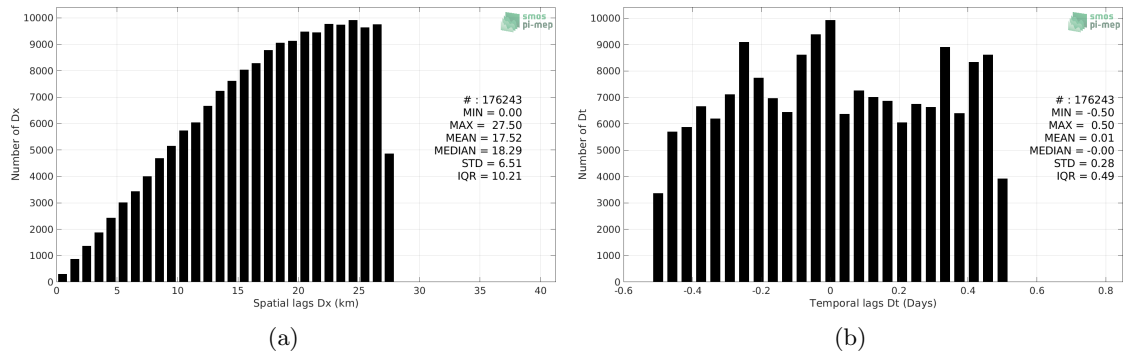 10000
9000
8000
7000
6000
5000
4000
3000
2000
1000
0
Number of Dx
0 5 10 15 20 25 30 35 40
Spatial lags Dx (km)
smos
pi-mep
# : 176243
MIN = 0.00
MAX = 27.50
MEAN = 17.52
MEDIAN = 18.29
STD = 6.51
IQR = 10.21
(a)
10000
9000
8000
7000
6000
5000
4000
3000
2000
1000
0
Number of Dt
-0.6 -0.4 -0.2 0 0.2 0.4 0.6 0.8
Temporal lags Dt (Days)
smos
pi-mep
# : 176243
MIN = -0.50
MAX = 0.50
MEAN = 0.01
MEDIAN = -0.00
STD = 0.28
IQR = 0.49
(b)